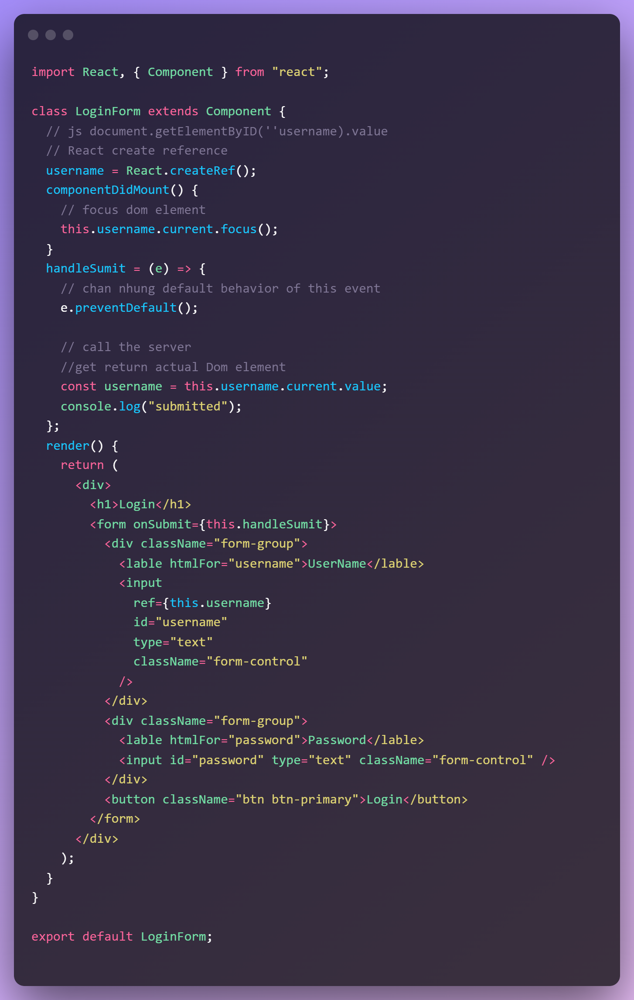 import React, { Component } from "react";

class LoginForm extends Component {
  // js document.getElementByID(''username).value
  // React create reference
  username = React.createRef();
  componentDidMount() {
    // focus dom element
    this.username.current.focus();
  }
  handleSumit = (e) => {
    // chan nhung default behavior of this event
    e.preventDefault();

    // call the server
    //get return actual Dom element
    const username = this.username.current.value;
    console.log("submitted");
  };
  render() {
    return (
      <div>
        <h1>Login</h1>
        <form onSubmit={this.handleSumit}>
          <div className="form-group">
            <lable htmlFor="username">UserName</lable>
            <input
              ref={this.username}
              id="username"
              type="text"
              className="form-control"
            />
          </div>
          <div className="form-group">
            <lable htmlFor="password">Password</lable>
            <input id="password" type="text" className="form-control" />
          </div>
          <button className="btn btn-primary">Login</button>
        </form>
      </div>
    );
  }
}

export default LoginForm;